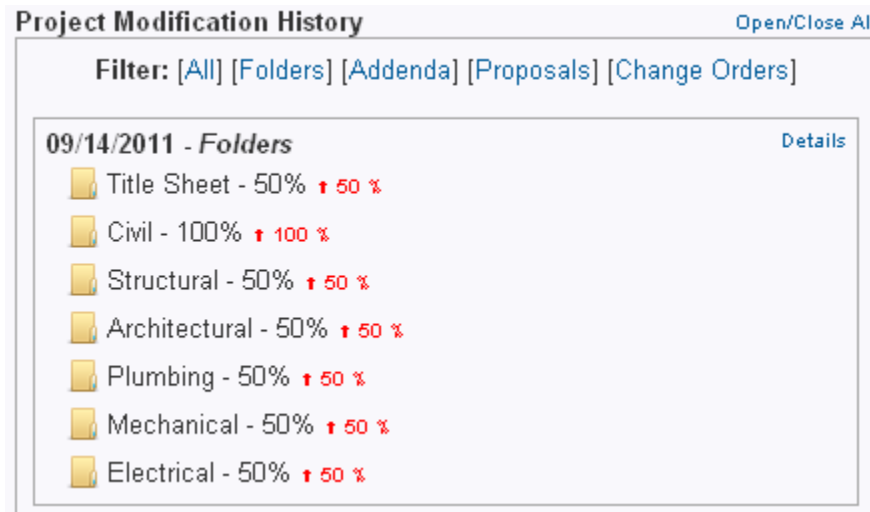 Project Modification History Open/Close Al
Filter: [All] [Folders] [Addenda] [Proposals] [Change Orders]
09/14/2011 - Folders Details
Title Sheet - 50% ↑ 50 %
Civil - 100% ↑ 100 %
Structural - 50% ↑ 50 %
Architectural - 50% ↑ 50 %
Plumbing - 50% ↑ 50 %
Mechanical - 50% ↑ 50 %
Electrical - 50% ↑ 50 %